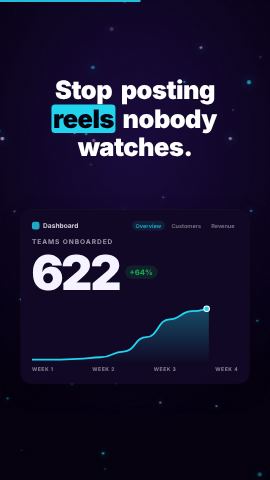 Stop posting
reels nobody
watches.
Dashboard
Overview Customers Revenue
TEAMS ONBOARDED
622 +64%
WEEK 1 WEEK 2 WEEK 3 WEEK 4